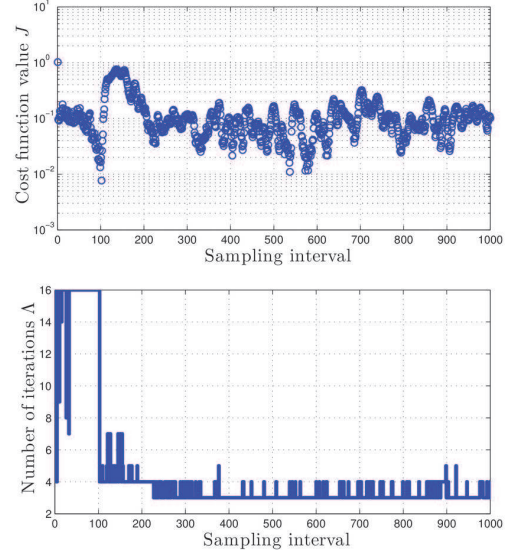 10^1
10^0
10^-1
10^-2
10^-3
Cost function value J
0 100 200 300 400 500 600 700 800 900 1000
Sampling interval
16
14
12
10
8
6
4
2
Number of iterations Λ
0 100 200 300 400 500 600 700 800 900 1000
Sampling interval